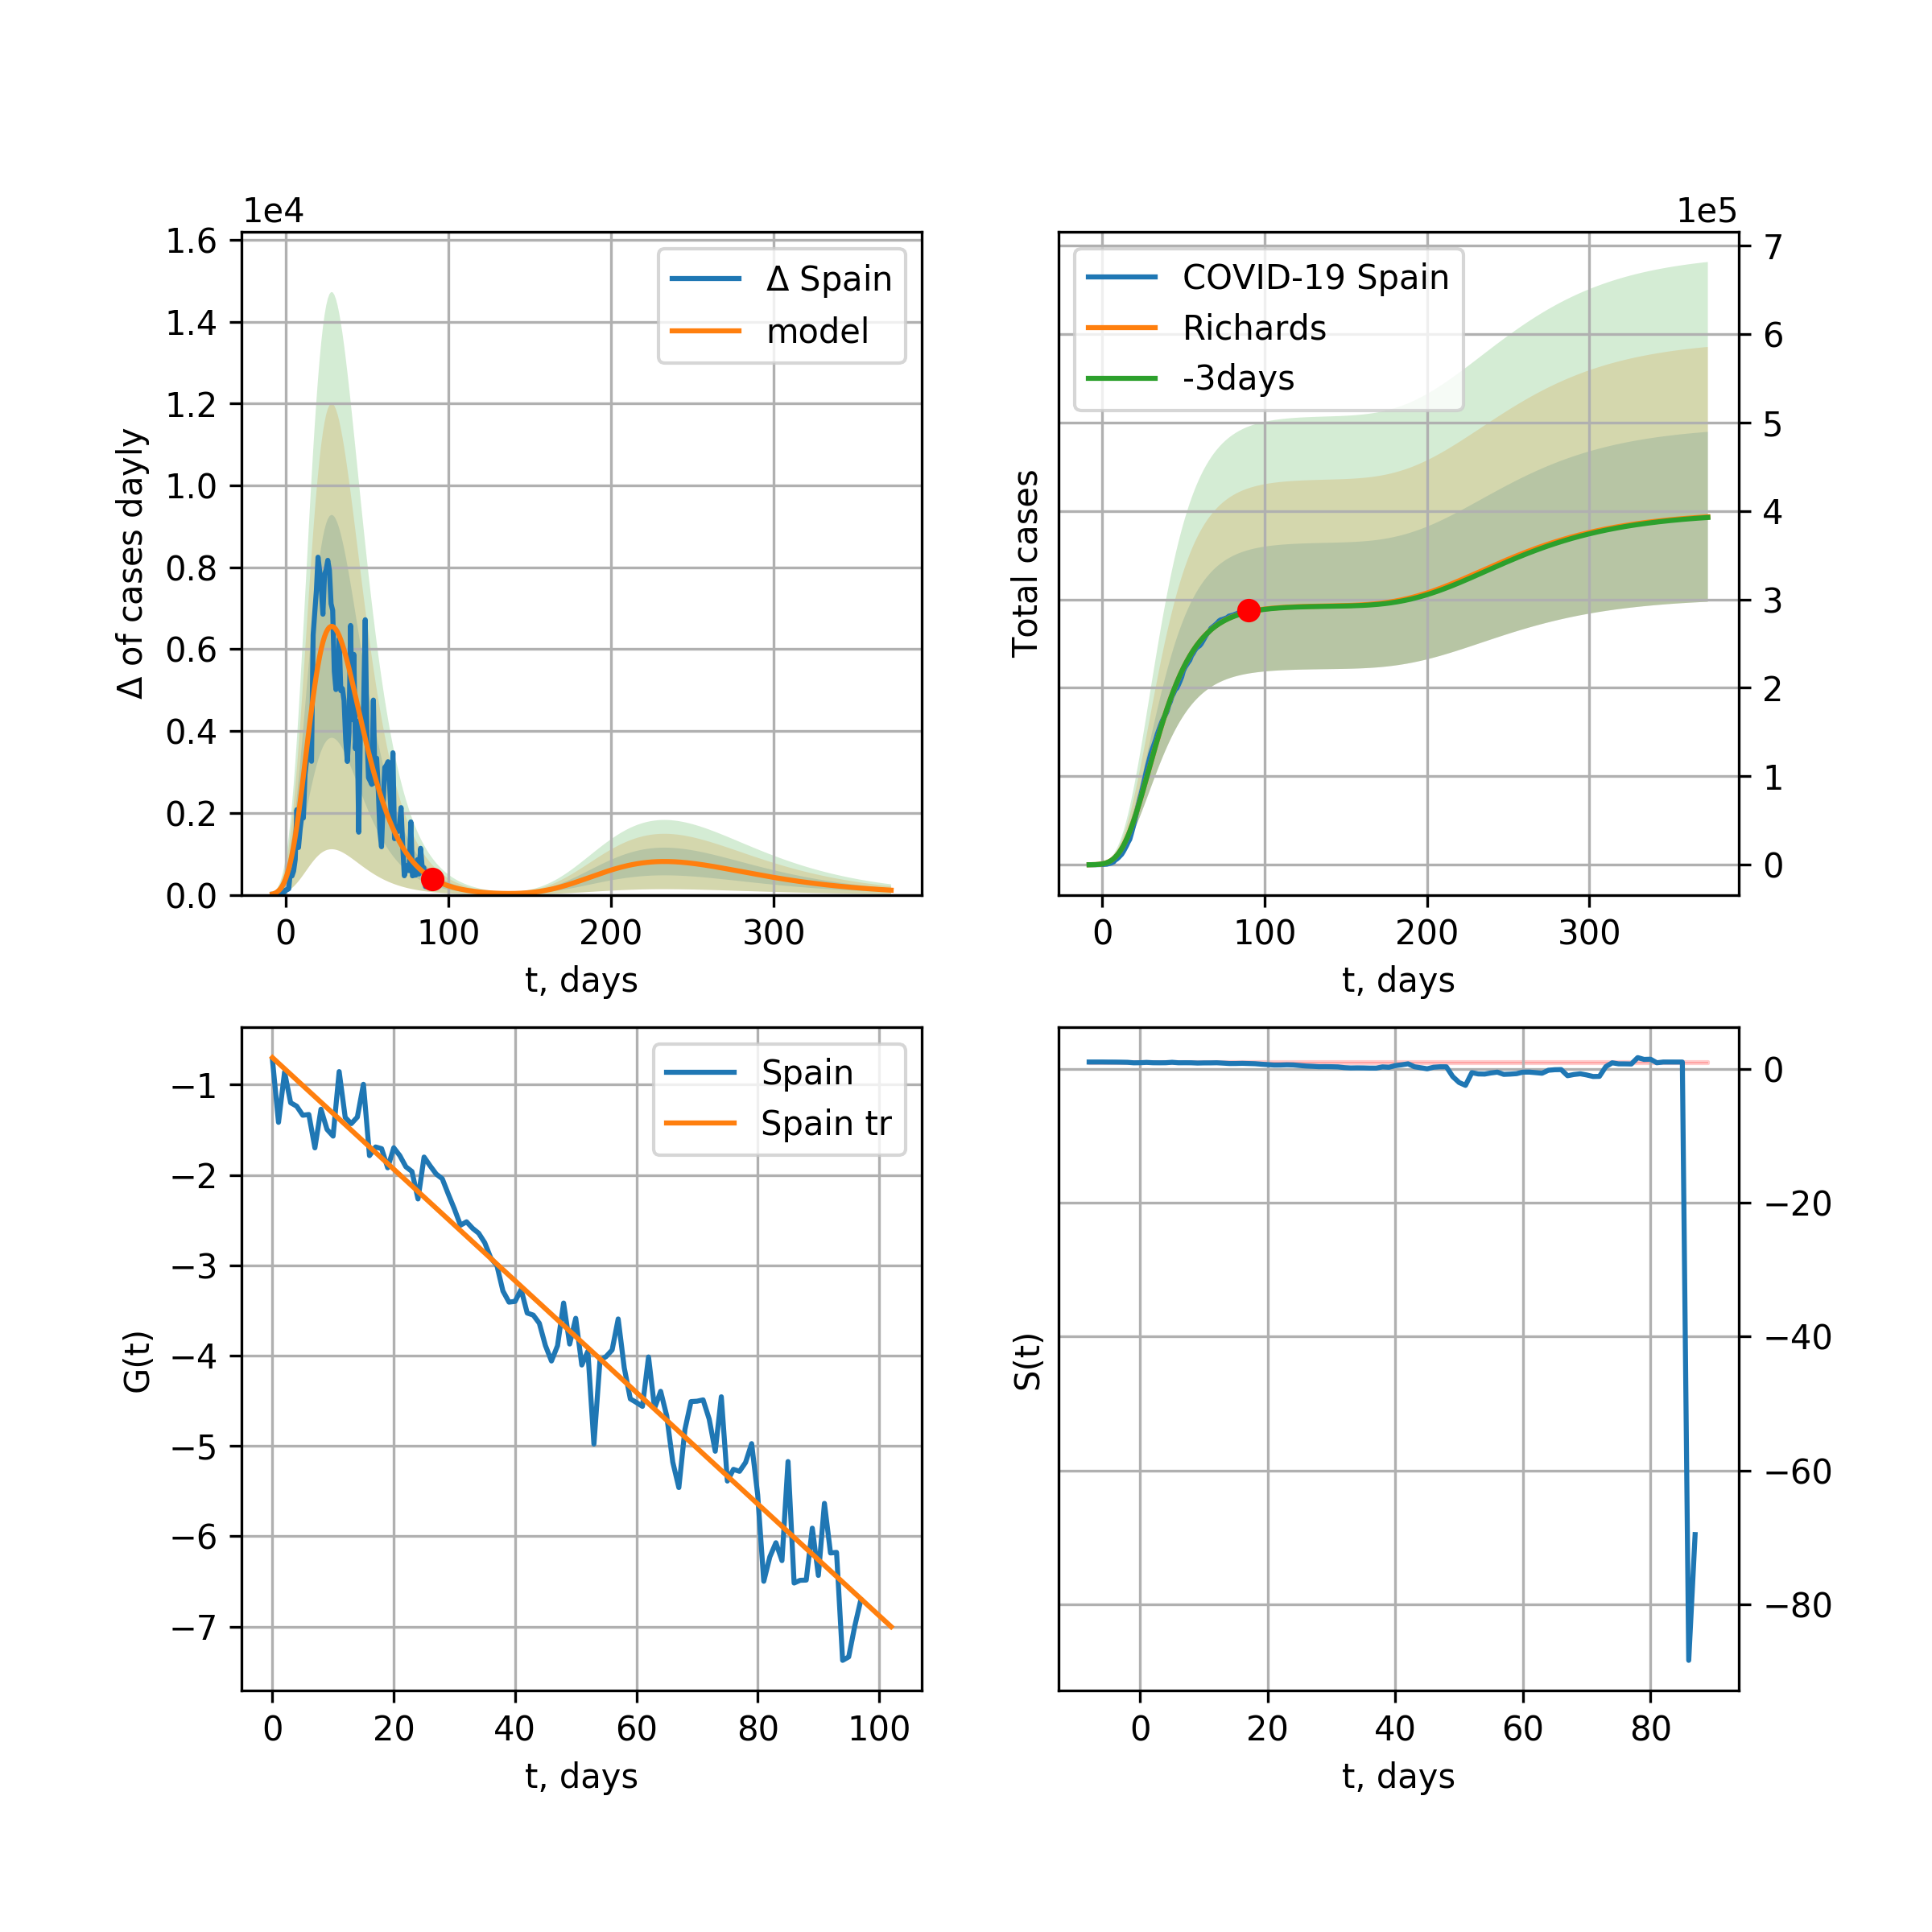 1e4
1.6
1.4
1.2
1.0
0.8
0.6
0.4
0.2
0.0
Δ of cases dayly
Δ Spain
model
0 100 200 300
t, days
1e5
7
6
5
4
3
2
1
0
Total cases
COVID-19 Spain
Richards
-3days
0 100 200 300
t, days
−1
−2
−3
−4
−5
−6
−7
G(t)
Spain
Spain tr
0 20 40 60 80 100
t, days
0
−20
−40
−60
−80
S(t)
0 20 40 60 80
t, days